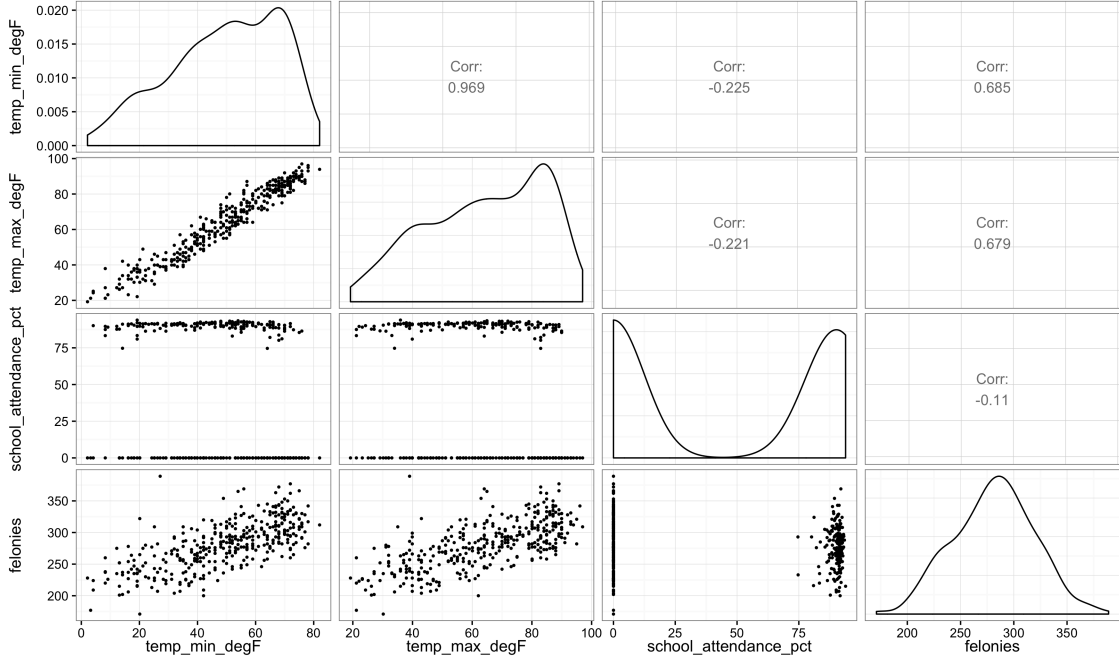 temp_min_degF
0.020
0.015
0.010
0.005
0.000
Corr:
0.969
Corr:
-0.225
Corr:
0.685
temp_max_degF
100
80
60
40
20
Corr:
-0.221
Corr:
0.679
school_attendance_pct
75
50
25
0
Corr:
-0.11
felonies
350
300
250
200
0 20 40 60 80
20 40 60 80 100
0 25 50 75
200 250 300 350
temp_min_degF
temp_max_degF
school_attendance_pct
felonies